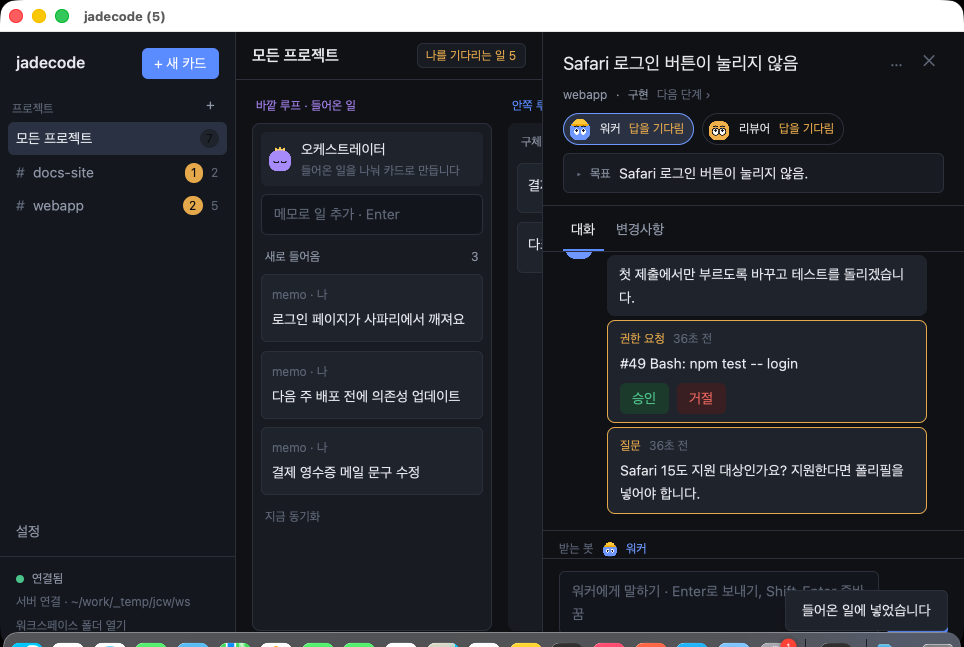 jadecode (5)
jadecode
+ 새 카드
프로젝트
+
모든 프로젝트
7
# docs-site
1 2
# webapp
2 5
설정
연결됨
서버 연결 · ~/work/_temp/jcw/ws
워크스페이스 폴더 열기
모든 프로젝트
나를 기다리는 일 5
바깥 루프 · 들어온 일
오케스트레이터
들어온 일을 나눠 카드로 만듭니다
메모로 일 추가 · Enter
새로 들어옴
3
memo · 나
로그인 페이지가 사파리에서 깨져요
memo · 나
다음 주 배포 전에 의존성 업데이트
memo · 나
결제 영수증 메일 문구 수정
지금 동기화
안쪽
구체
Safari 로그인 버튼이 눌리지 않음
...
webapp · 구현 다음 단계 ›
워커 답을 기다림
리뷰어 답을 기다림
목표 Safari 로그인 버튼이 눌리지 않음.
대화
변경사항
첫 제출에서만 부르도록 바꾸고 테스트를 돌리겠습니
다.
권한 요청 36초 전
#49 Bash: npm test -- login
승인
거절
질문 36초 전
Safari 15도 지원 대상인가요? 지원한다면 폴리필을
넣어야 합니다.
받는 봇 워커
워커에게 말하기 · Enter로 보내기,
꿈
들어온 일에 넣었습니다
1